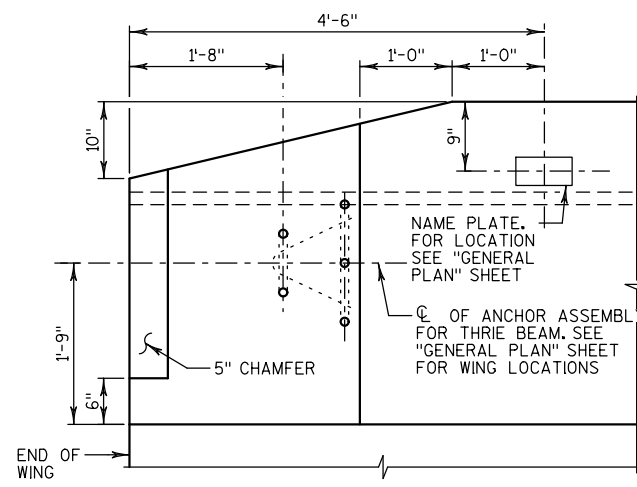 4'-6"
1'-8"
1'-0"
1'-0"
10"
9"
NAME PLATE.
FOR LOCATION
SEE "GENERAL
PLAN" SHEET
℄ OF ANCHOR ASSEMBL
FOR THRIE BEAM. SEE
"GENERAL PLAN" SHEET
FOR WING LOCATIONS
1'-9"
5" CHAMFER
6"
END OF
WING